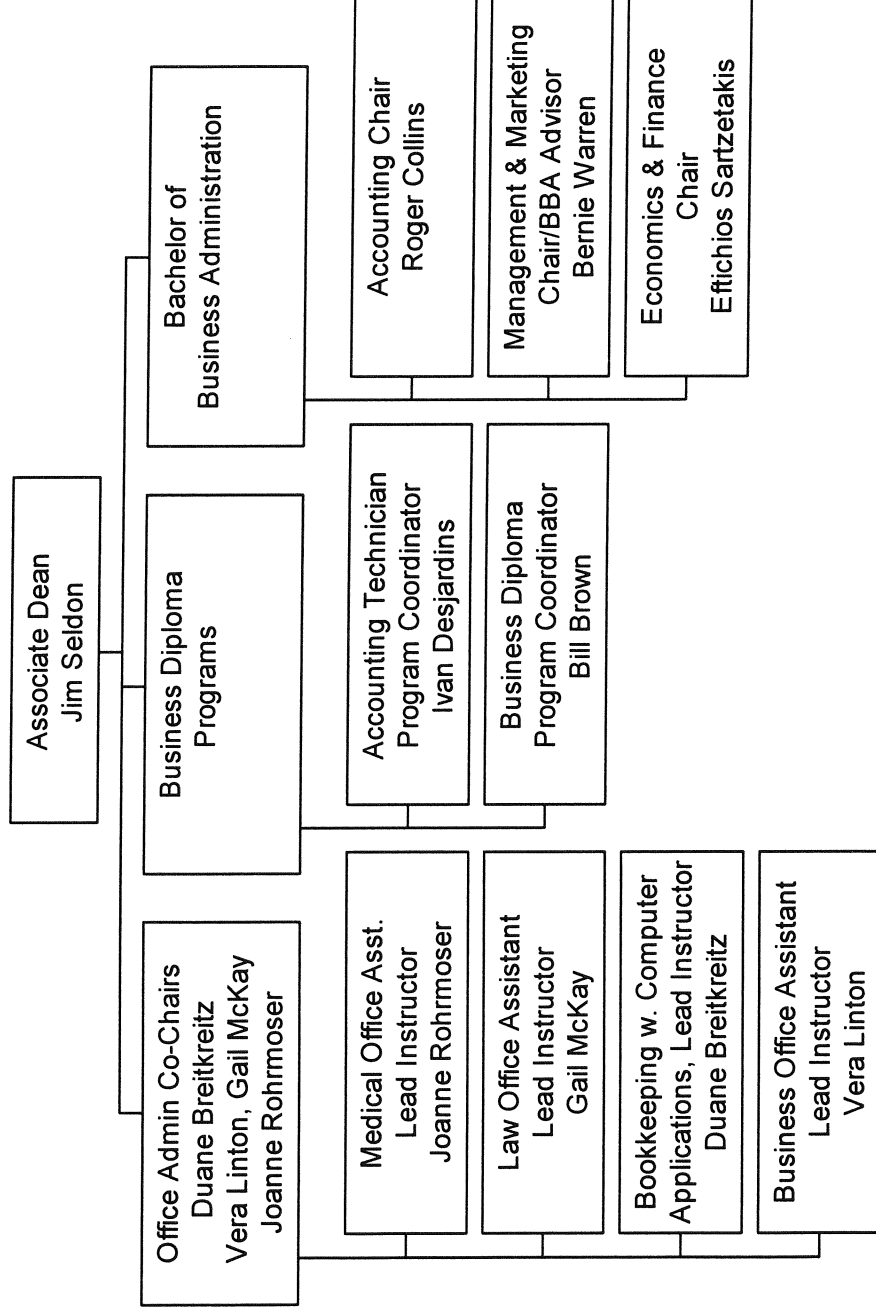 Associate Dean
Jim Seldon
Office Admin Co-Chairs
Duane Breitkreitz
Vera Linton, Gail McKay
Joanne Rohrmoser
Medical Office Asst.
Lead Instructor
Joanne Rohrmoser
Law Office Assistant
Lead Instructor
Gail McKay
Bookkeeping w. Computer
Applications, Lead Instructor
Duane Breitkreitz
Business Office Assistant
Lead Instructor
Vera Linton
Business Diploma
Programs
Accounting Technician
Program Coordinator
Ivan Desjardins
Business Diploma
Program Coordinator
Bill Brown
Bachelor of
Business Administration
Accounting Chair
Roger Collins
Management & Marketing
Chair/BBA Advisor
Bernie Warren
Economics & Finance
Chair
Eftichios Sartzetakis